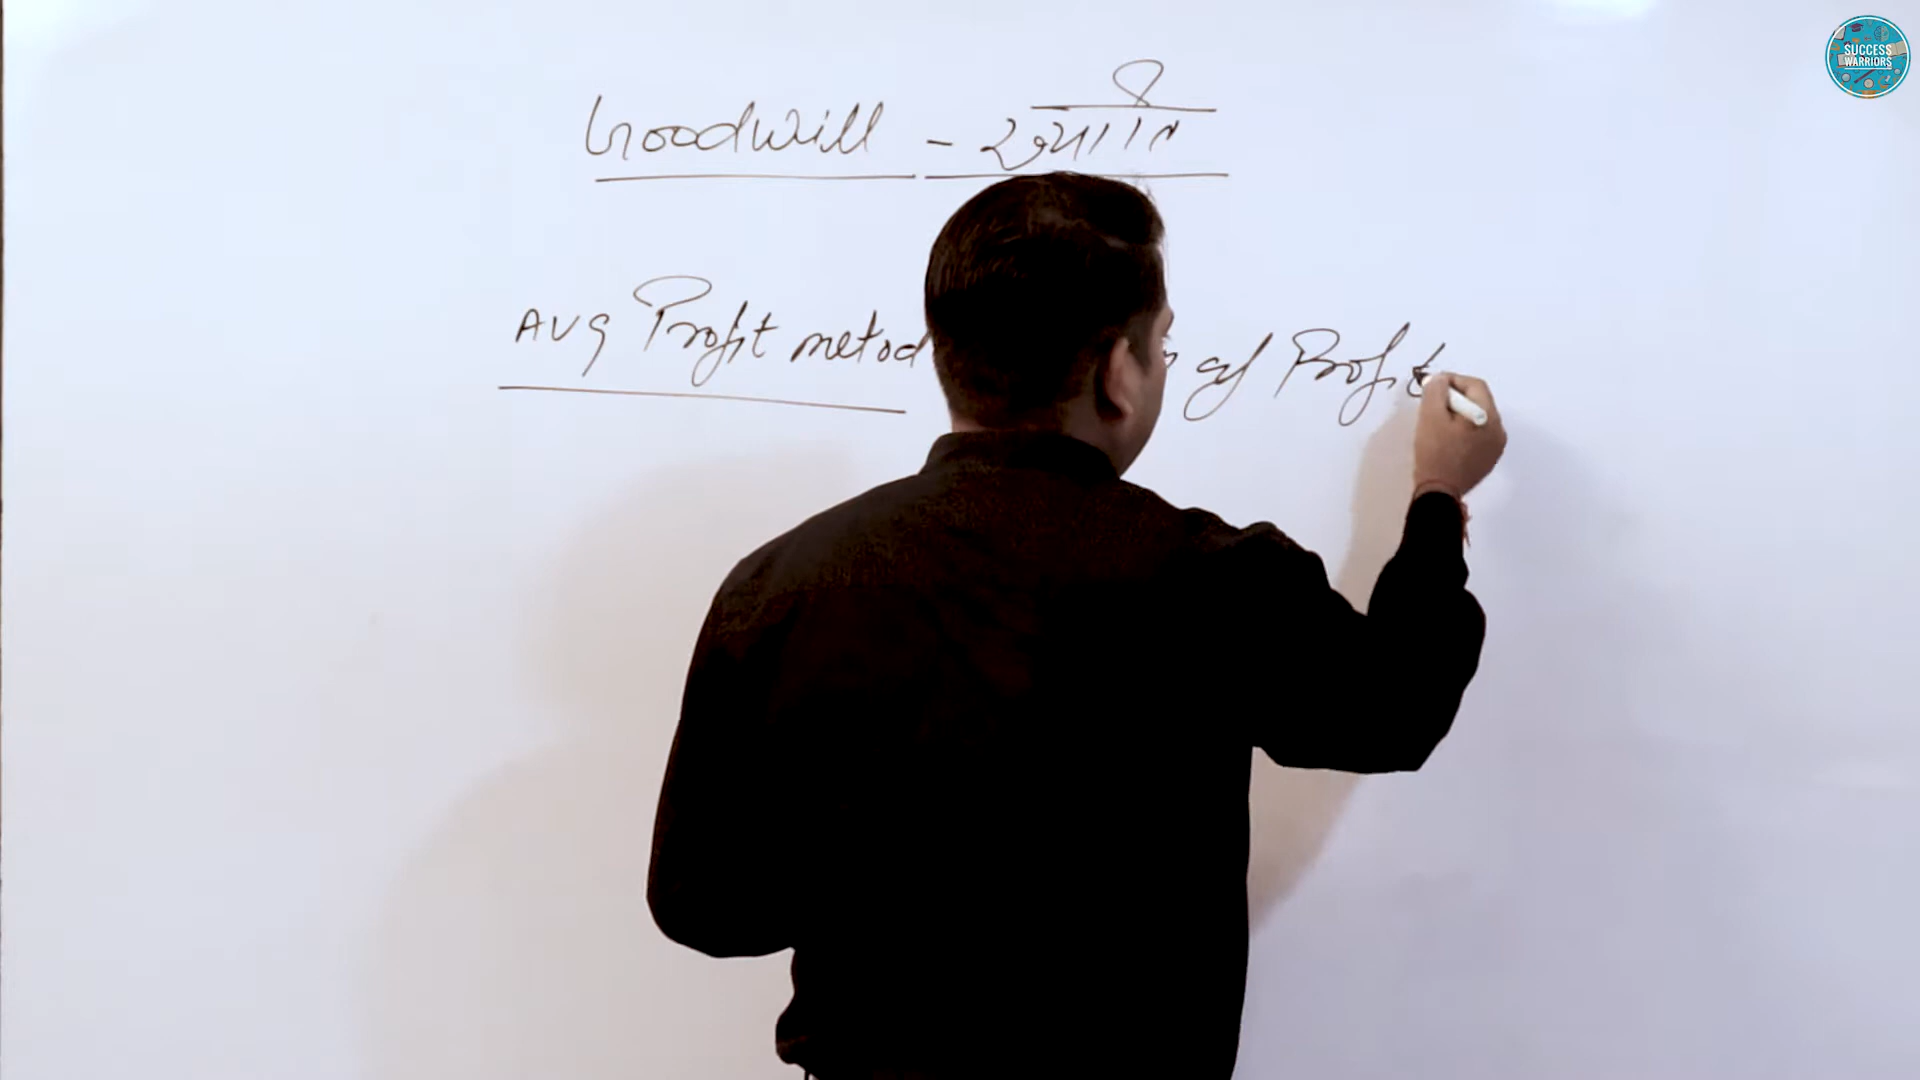 Goodwill - ख्याति
AVg Profit metod of Profit
SUCCESS
WARRIORS